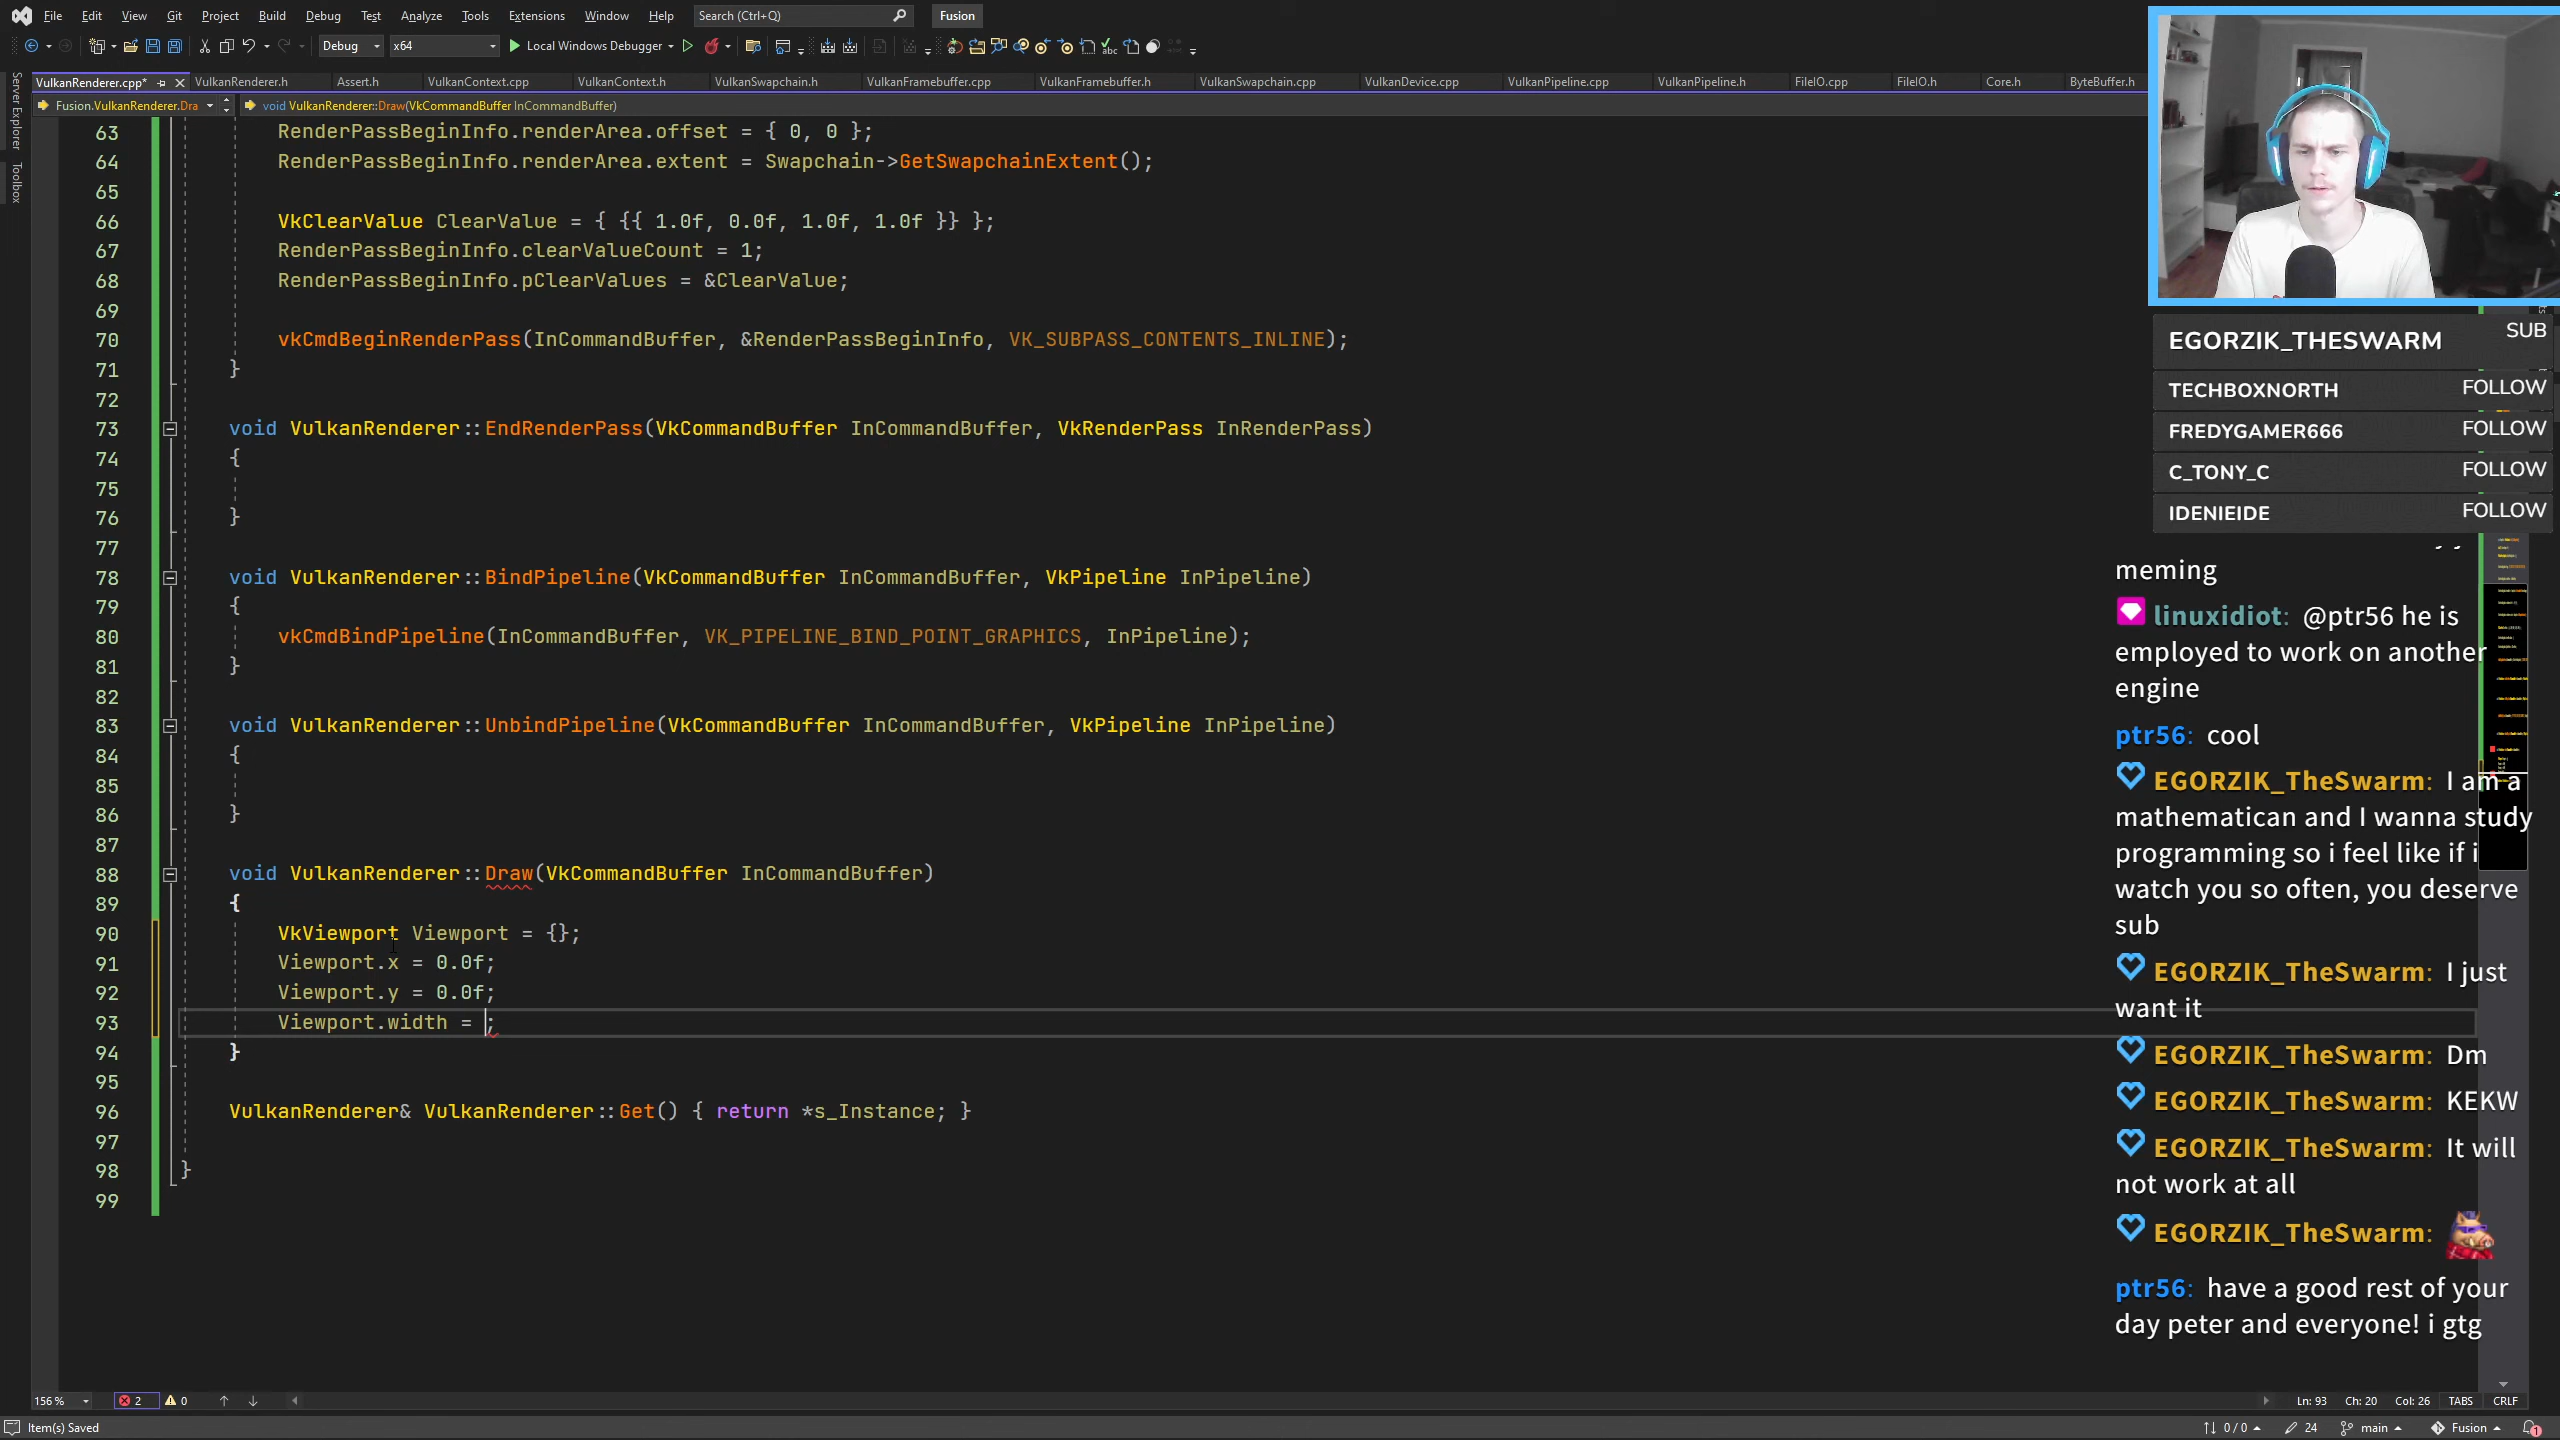 File Edit View Git Project Build Debug Test Analyze Tools Extensions Window Help Search (Ctrl+Q) Fusion
Debug x64 Local Windows Debugger
VulkanRenderer.cpp* VulkanRenderer.h Assert.h VulkanContext.cpp VulkanContext.h VulkanSwapchain.h VulkanFramebuffer.cpp VulkanFramebuffer.h VulkanSwapchain.cpp VulkanDevice.cpp VulkanPipeline.cpp VulkanPipeline.h FileIO.cpp FileIO.h Core.h ByteBuffer.h
Fusion.VulkanRenderer.Dra void VulkanRenderer::Draw(VkCommandBuffer InCommandBuffer)
Server Explorer
Toolbox
63 RenderPassBeginInfo.renderArea.offset = { 0, 0 };
64 RenderPassBeginInfo.renderArea.extent = Swapchain->GetSwapchainExtent();
65
66 VkClearValue ClearValue = { {{ 1.0f, 0.0f, 1.0f, 1.0f }} };
67 RenderPassBeginInfo.clearValueCount = 1;
68 RenderPassBeginInfo.pClearValues = &ClearValue;
69
70 vkCmdBeginRenderPass(InCommandBuffer, &RenderPassBeginInfo, VK_SUBPASS_CONTENTS_INLINE);
71 }
72
73 void VulkanRenderer::EndRenderPass(VkCommandBuffer InCommandBuffer, VkRenderPass InRenderPass)
74 {
75
76 }
77
78 void VulkanRenderer::BindPipeline(VkCommandBuffer InCommandBuffer, VkPipeline InPipeline)
79 {
80 vkCmdBindPipeline(InCommandBuffer, VK_PIPELINE_BIND_POINT_GRAPHICS, InPipeline);
81 }
82
83 void VulkanRenderer::UnbindPipeline(VkCommandBuffer InCommandBuffer, VkPipeline InPipeline)
84 {
85
86 }
87
88 void VulkanRenderer::Draw(VkCommandBuffer InCommandBuffer)
89 {
90 VkViewport Viewport = {};
91 Viewport.x = 0.0f;
92 Viewport.y = 0.0f;
93 Viewport.width = ;
94 }
95
96 VulkanRenderer& VulkanRenderer::Get() { return *s_Instance; }
97
98 }
99
EGORZIK_THESWARM SUB
TECHBOXNORTH FOLLOW
FREDYGAMER666 FOLLOW
C_TONY_C FOLLOW
IDENIEIDE FOLLOW
meming
linuxidiot: @ptr56 he is
employed to work on another
engine
ptr56: cool
EGORZIK_TheSwarm: I am a
mathematican and I wanna study
programming so i feel like if i
watch you so often, you deserve
sub
EGORZIK_TheSwarm: I just
want it
EGORZIK_TheSwarm: Dm
EGORZIK_TheSwarm: KEKW
EGORZIK_TheSwarm: It will
not work at all
EGORZIK_TheSwarm:
ptr56: have a good rest of your
day peter and everyone! i gtg
156 % 2 0 Ln: 93 Ch: 20 Col: 26 TABS CRLF
Item(s) Saved 0 / 0 24 main Fusion 1